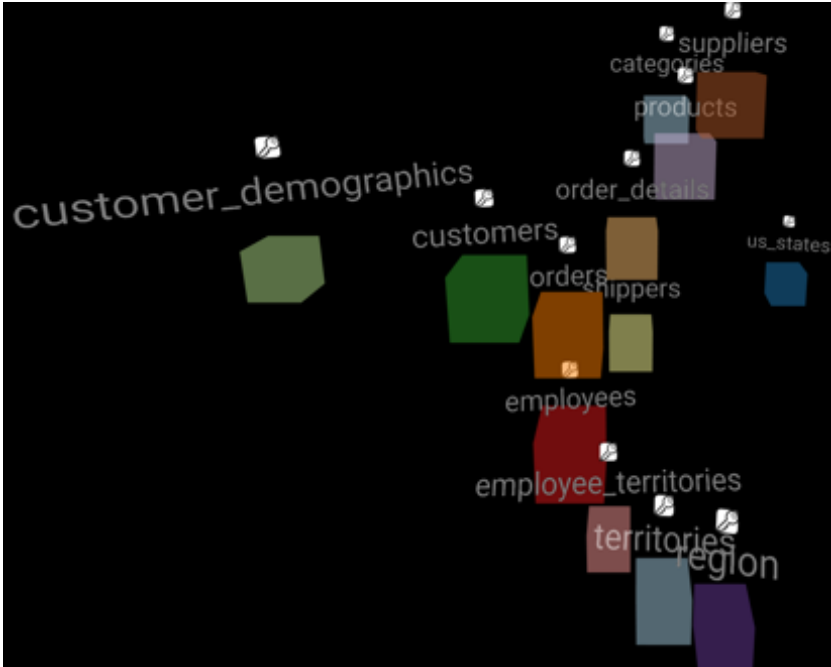 suppliers
categories
products
customer_demographics
order_details
customers
us_states
orders
shippers
employees
employee_territories
territories
region